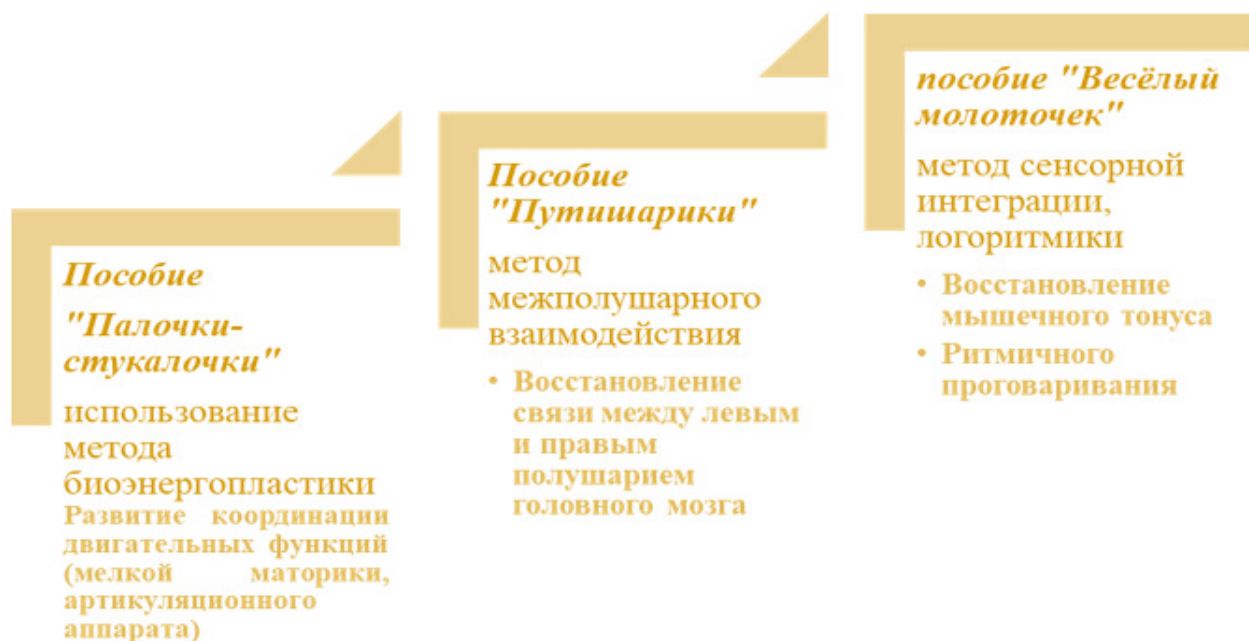 Пособие
"Палочки-
стукалочки"
использование
метода
биоэнергопластики
Развитие координации
двигательных функций
(мелкой маторики,
артикуляционного
аппарата)
Пособие
"Путишарики"
метод
межполушарного
взаимодействия
• Восстановление
связи между левым
и правым
полушарием
головного мозга
пособие "Весёлый
молоточек"
метод сенсорной
интеграции,
логоритмики
• Восстановление
мышечного тонуса
• Ритмичного
проговаривания